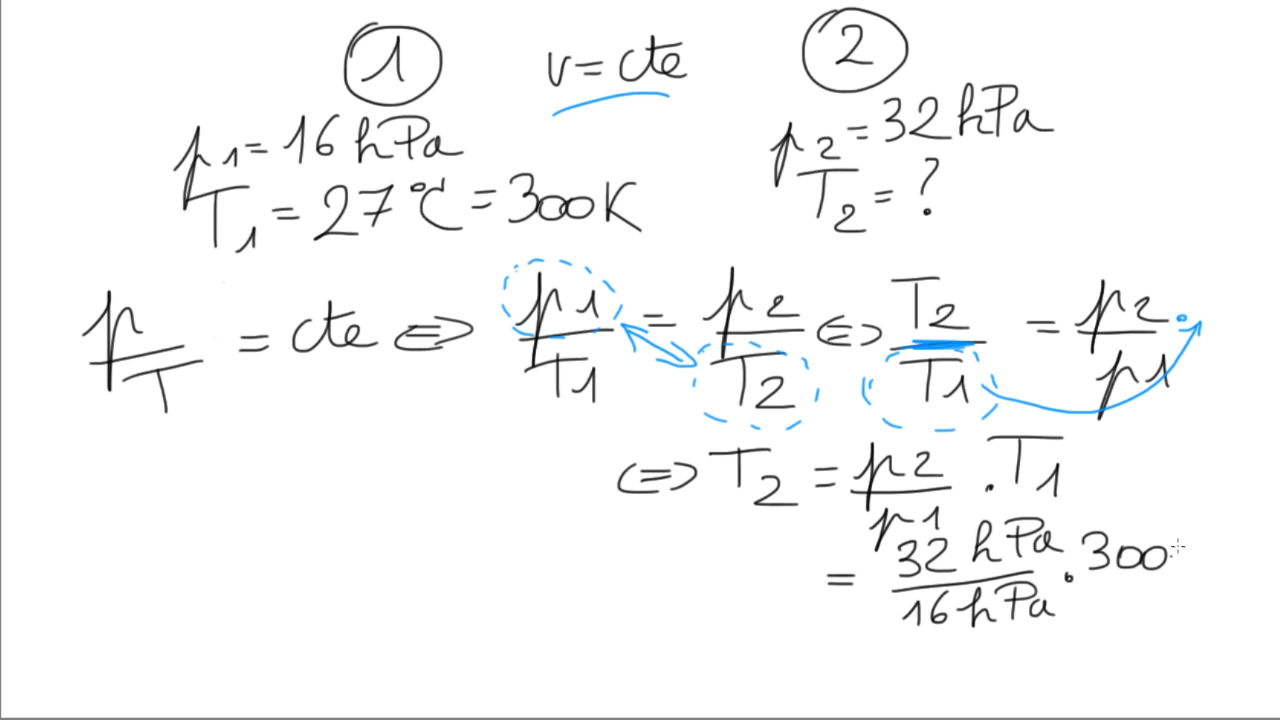 1 v = cte 2
p1 = 16 hPa p2 = 32 hPa
T1 = 27 °C = 300 K T2 = ?
p/T = cte ⇔ p1/T1 = p2/T2 ⇔ T2/T1 = p2/p1 ·
⇔ T2 = p2/p1 . T1
= 32 hPa/16 hPa · 300